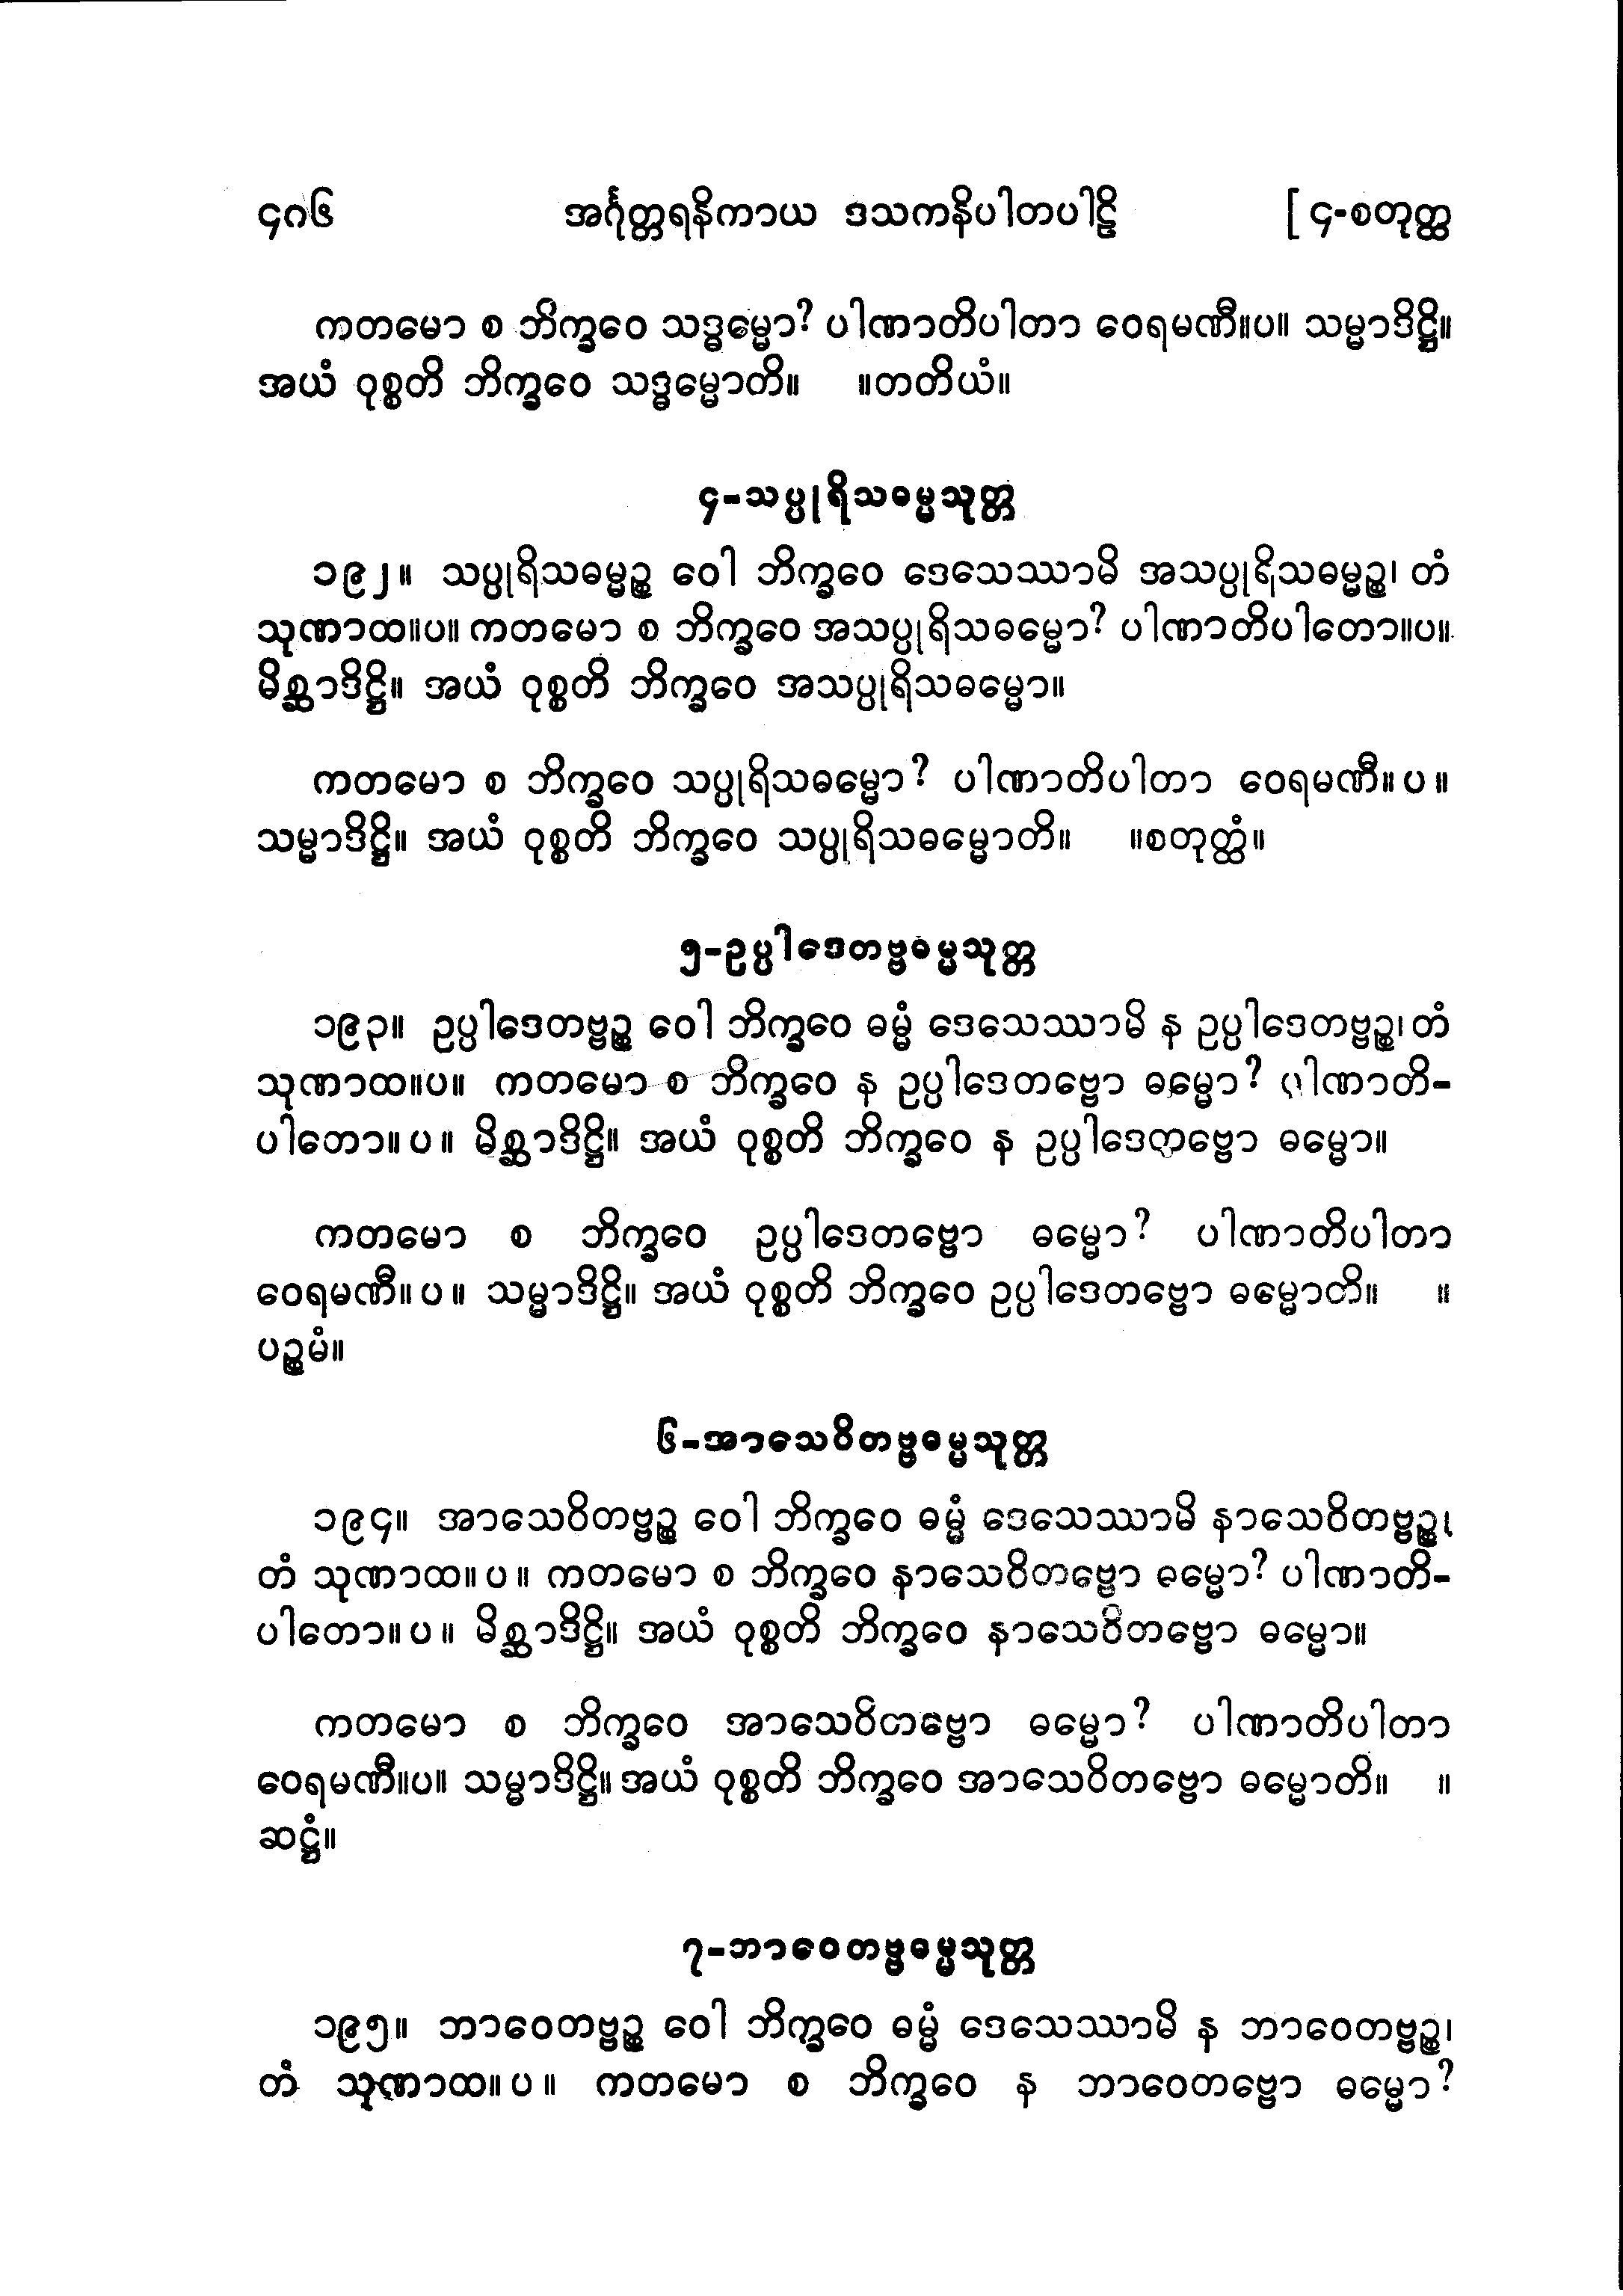 ၄၈၆ အင်္ဂုတ္တရနိကာယ ဒသကနိပါတပါဠိ [ ၄-စတုတ္ထ
ကတမော စ ဘိက္ခဝေ သဒ္ဓမ္မော? ပါဏာတိပါတာ ဝေရမဏီ။ပ။ သမ္မာဒိဋ္ဌိ။
အယံ ဝုစ္စတိ ဘိက္ခဝေ သဒ္ဓမ္မောတိ။ ။တတိယံ။
၄-သပ္ပုရိသဓမ္မသုတ္တ
၁၉၂။ သပ္ပုရိသဓမ္မဉ္စ ဝေါ ဘိက္ခဝေ ဒေသေဿာမိ အသပ္ပုရိသဓမ္မဉ္စ၊ တံ
သုဏာထ။ပ။ ကတမော စ ဘိက္ခဝေ အသပ္ပုရိသဓမ္မော? ပါဏာတိပါတော။ပ။
မိစ္ဆာဒိဋ္ဌိ။ အယံ ဝုစ္စတိ ဘိက္ခဝေ အသပ္ပုရိသဓမ္မော။
ကတမော စ ဘိက္ခဝေ သပ္ပုရိသဓမ္မော? ပါဏာတိပါတာ ဝေရမဏီ။ပ။
သမ္မာဒိဋ္ဌိ။ အယံ ဝုစ္စတိ ဘိက္ခဝေ သပ္ပုရိသဓမ္မောတိ။ ။စတုတ္ထံ။
၅-ဥပ္ပါဒေတဗ္ဗဓမ္မသုတ္တ
၁၉၃။ ဥပ္ပါဒေတဗ္ဗဉ္စ ဝေါ ဘိက္ခဝေ ဓမ္မံ ဒေသေဿာမိ န ဥပ္ပါဒေတဗ္ဗဉ္စ၊ တံ
သုဏာထ။ပ။ ကတမော စ ဘိက္ခဝေ န ဥပ္ပါဒေတဗ္ဗော ဓမ္မော? ပါဏာတိ-
ပါတော။ပ။ မိစ္ဆာဒိဋ္ဌိ။ အယံ ဝုစ္စတိ ဘိက္ခဝေ န ဥပ္ပါဒေတဗ္ဗော ဓမ္မော။
ကတမော စ ဘိက္ခဝေ ဥပ္ပါဒေတဗ္ဗော ဓမ္မော? ပါဏာတိပါတာ
ဝေရမဏီ။ပ။ သမ္မာဒိဋ္ဌိ။ အယံ ဝုစ္စတိ ဘိက္ခဝေ ဥပ္ပါဒေတဗ္ဗော ဓမ္မောတိ။ ။
ပဉ္စမံ။
၆-အာသေဝိတဗ္ဗဓမ္မသုတ္တ
၁၉၄။ အာသေဝိတဗ္ဗဉ္စ ဝေါ ဘိက္ခဝေ ဓမ္မံ ဒေသေဿာမိ နာသေဝိတဗ္ဗဉ္စ၊
တံ သုဏာထ။ပ။ ကတမော စ ဘိက္ခဝေ နာသေဝိတဗ္ဗော ဓမ္မော? ပါဏာတိ-
ပါတော။ပ။ မိစ္ဆာဒိဋ္ဌိ။ အယံ ဝုစ္စတိ ဘိက္ခဝေ နာသေဝိတဗ္ဗော ဓမ္မော။
ကတမော စ ဘိက္ခဝေ အာသေဝိတဗ္ဗော ဓမ္မော? ပါဏာတိပါတာ
ဝေရမဏီ။ပ။ သမ္မာဒိဋ္ဌိ။ အယံ ဝုစ္စတိ ဘိက္ခဝေ အာသေဝိတဗ္ဗော ဓမ္မောတိ။ ။
ဆဋ္ဌံ။
၇-ဘာဝေတဗ္ဗဓမ္မသုတ္တ
၁၉၅။ ဘာဝေတဗ္ဗဉ္စ ဝေါ ဘိက္ခဝေ ဓမ္မံ ဒေသေဿာမိ န ဘာဝေတဗ္ဗဉ္စ၊
တံ သုဏာထ။ပ။ ကတမော စ ဘိက္ခဝေ န ဘာဝေတဗ္ဗော ဓမ္မော?